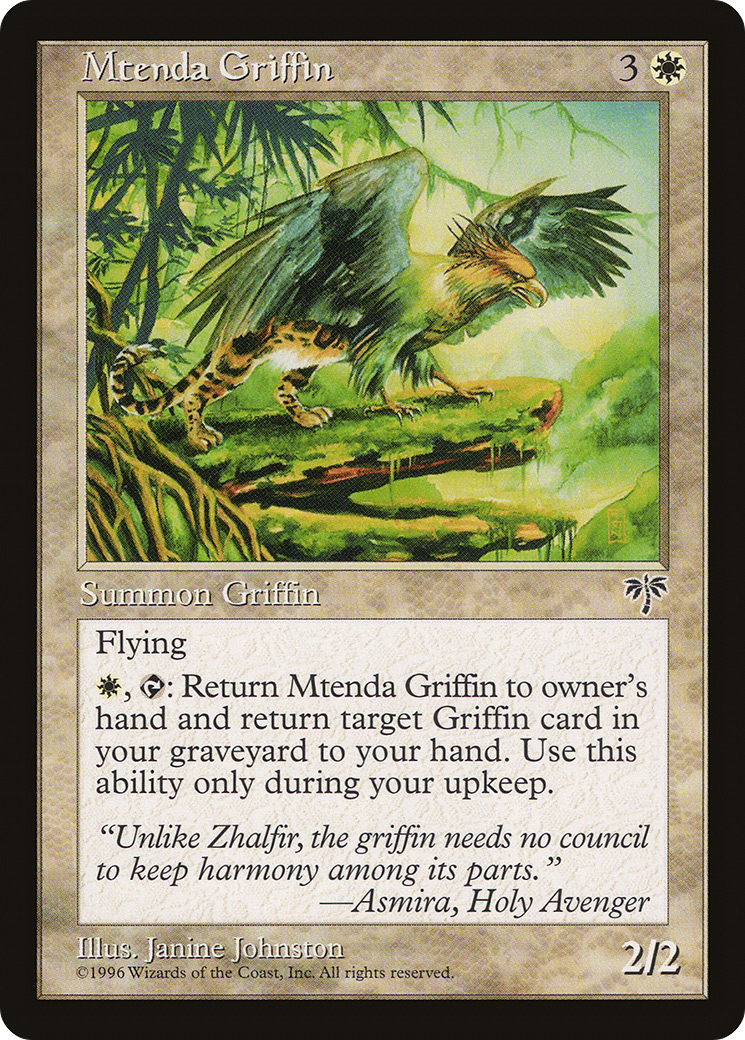 Mtenda Griffin 3
Summon Griffin
Flying
, : Return Mtenda Griffin to owner's
hand and return target Griffin card in
your graveyard to your hand. Use this
ability only during your upkeep.
“Unlike Zhalfir, the griffin needs no council
to keep harmony among its parts.”
—Asmira, Holy Avenger
Illus. Janine Johnston
©1996 Wizards of the Coast, Inc. All rights reserved.
2/2